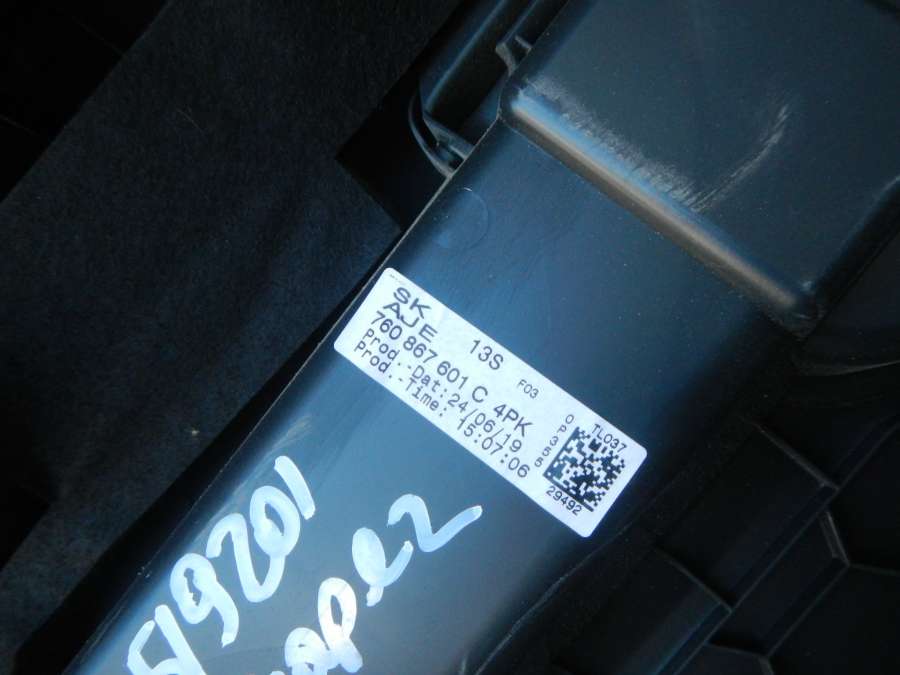 SK
AJE 13S
760 867 601 C 4PK
F03
Prod.-Dat: 24/06/19
Prod.-Time: 15:07:06
TL037
0P355
29492
519201